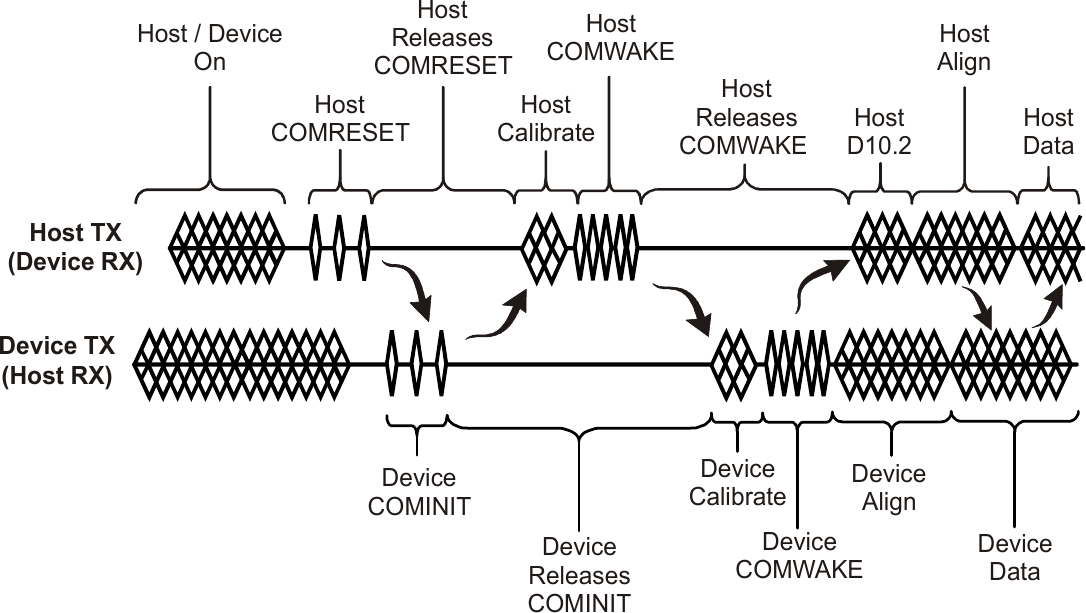 Host / Device
On
Host
COMRESET
Host
Releases
COMRESET
Host
Calibrate
Host
COMWAKE
Host
Releases
COMWAKE
Host
D10.2
Host
Align
Host
Data
Host TX
(Device RX)
Device TX
(Host RX)
Device
COMINIT
Device
Releases
COMINIT
Device
Calibrate
Device
COMWAKE
Device
Align
Device
Data